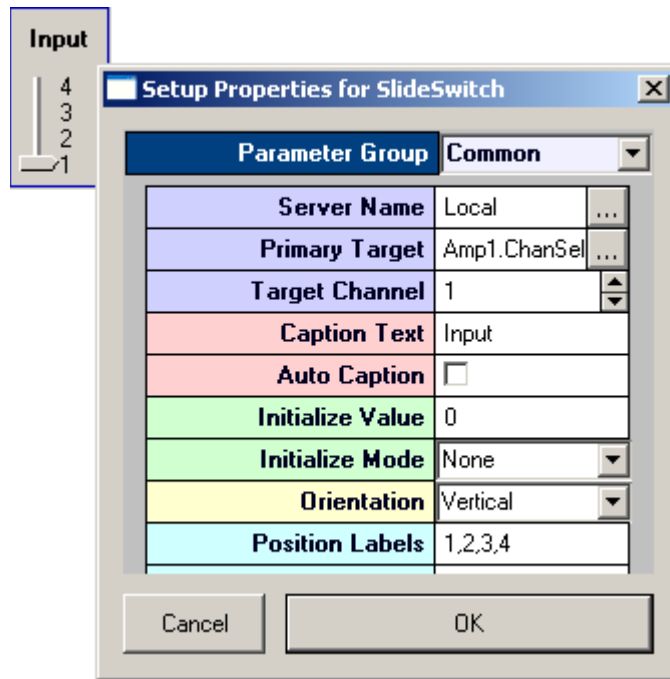 Input
4
3
2
1
Setup Properties for SlideSwitch
Parameter Group Common
Server Name Local ...
Primary Target Amp1.ChanSel ...
Target Channel 1
Caption Text Input
Auto Caption
Initialize Value 0
Initialize Mode None
Orientation Vertical
Position Labels 1,2,3,4
Cancel OK